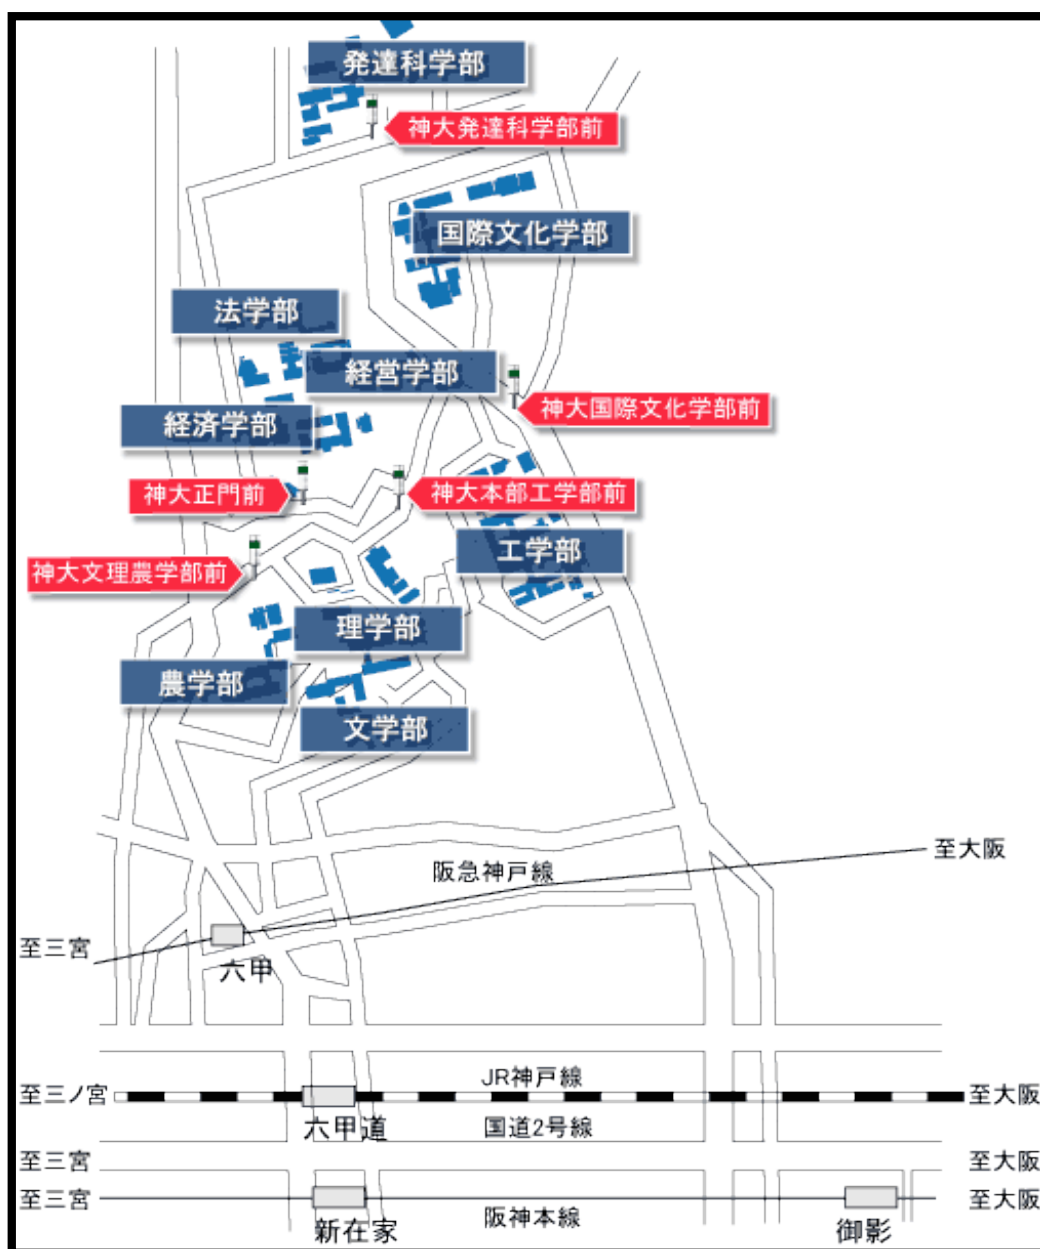 発達科学部
神大発達科学部前
国際文化学部
法学部
経営学部
神大国際文化学部前
経済学部
神大正門前
神大本部工学部前
工学部
神大文理農学部前
理学部
農学部
文学部
至大阪
阪急神戸線
至三宮
六甲
JR神戸線
至三ノ宮
至大阪
六甲道
国道2号線
至三宮
至大阪
至三宮
至大阪
阪神本線
新在家
御影